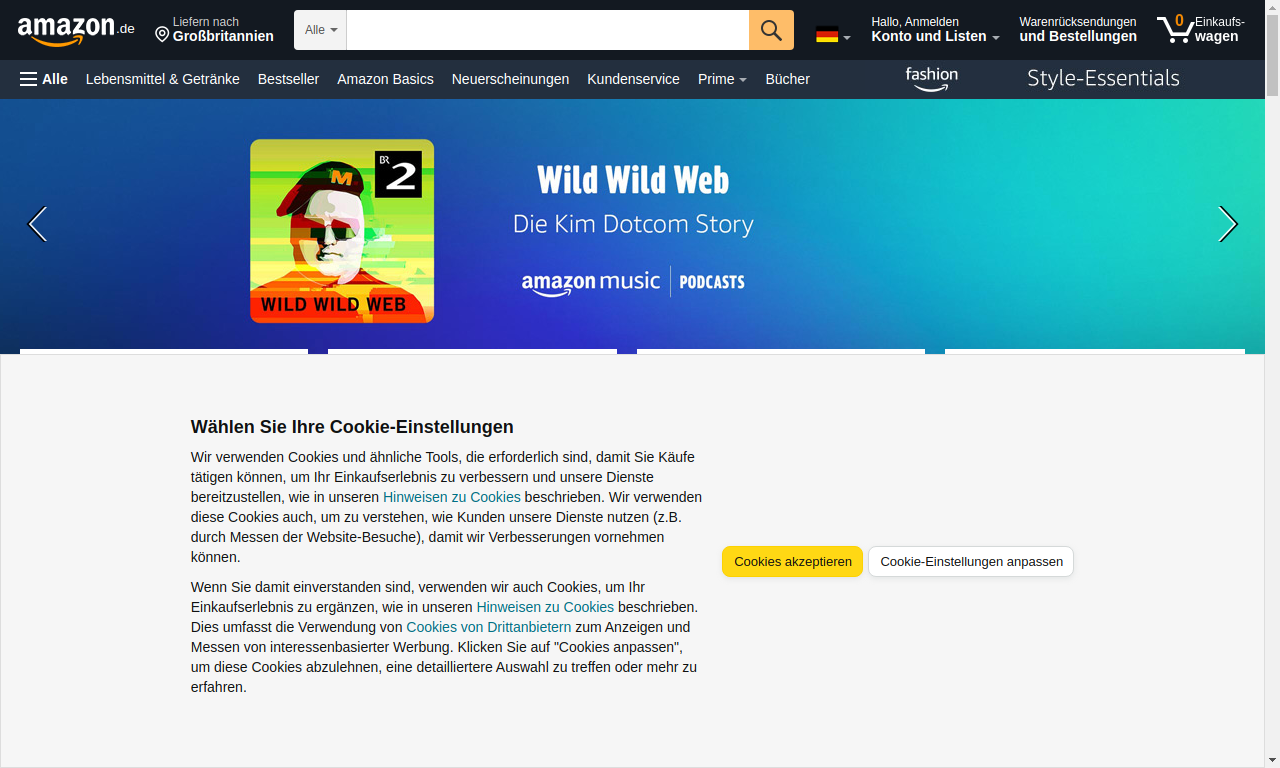 amazon.de
Liefern nach
Großbritannien
Alle
Hallo, Anmelden
Konto und Listen
Warenrücksendungen
und Bestellungen
0
Einkaufs-
wagen
Alle Lebensmittel & Getränke Bestseller Amazon Basics Neuerscheinungen Kundenservice Prime Bücher
fashion
Style-Essentials
M
BR
2
WILD WILD WEB
Wild Wild Web
Die Kim Dotcom Story
amazon music PODCASTS
Wählen Sie Ihre Cookie-Einstellungen
Wir verwenden Cookies und ähnliche Tools, die erforderlich sind, damit Sie Käufe
tätigen können, um Ihr Einkaufserlebnis zu verbessern und unsere Dienste
bereitzustellen, wie in unseren Hinweisen zu Cookies beschrieben. Wir verwenden
diese Cookies auch, um zu verstehen, wie Kunden unsere Dienste nutzen (z.B.
durch Messen der Website-Besuche), damit wir Verbesserungen vornehmen
können.
Wenn Sie damit einverstanden sind, verwenden wir auch Cookies, um Ihr
Einkaufserlebnis zu ergänzen, wie in unseren Hinweisen zu Cookies beschrieben.
Dies umfasst die Verwendung von Cookies von Drittanbietern zum Anzeigen und
Messen von interessenbasierter Werbung. Klicken Sie auf "Cookies anpassen",
um diese Cookies abzulehnen, eine detailliertere Auswahl zu treffen oder mehr zu
erfahren.
Cookies akzeptieren
Cookie-Einstellungen anpassen